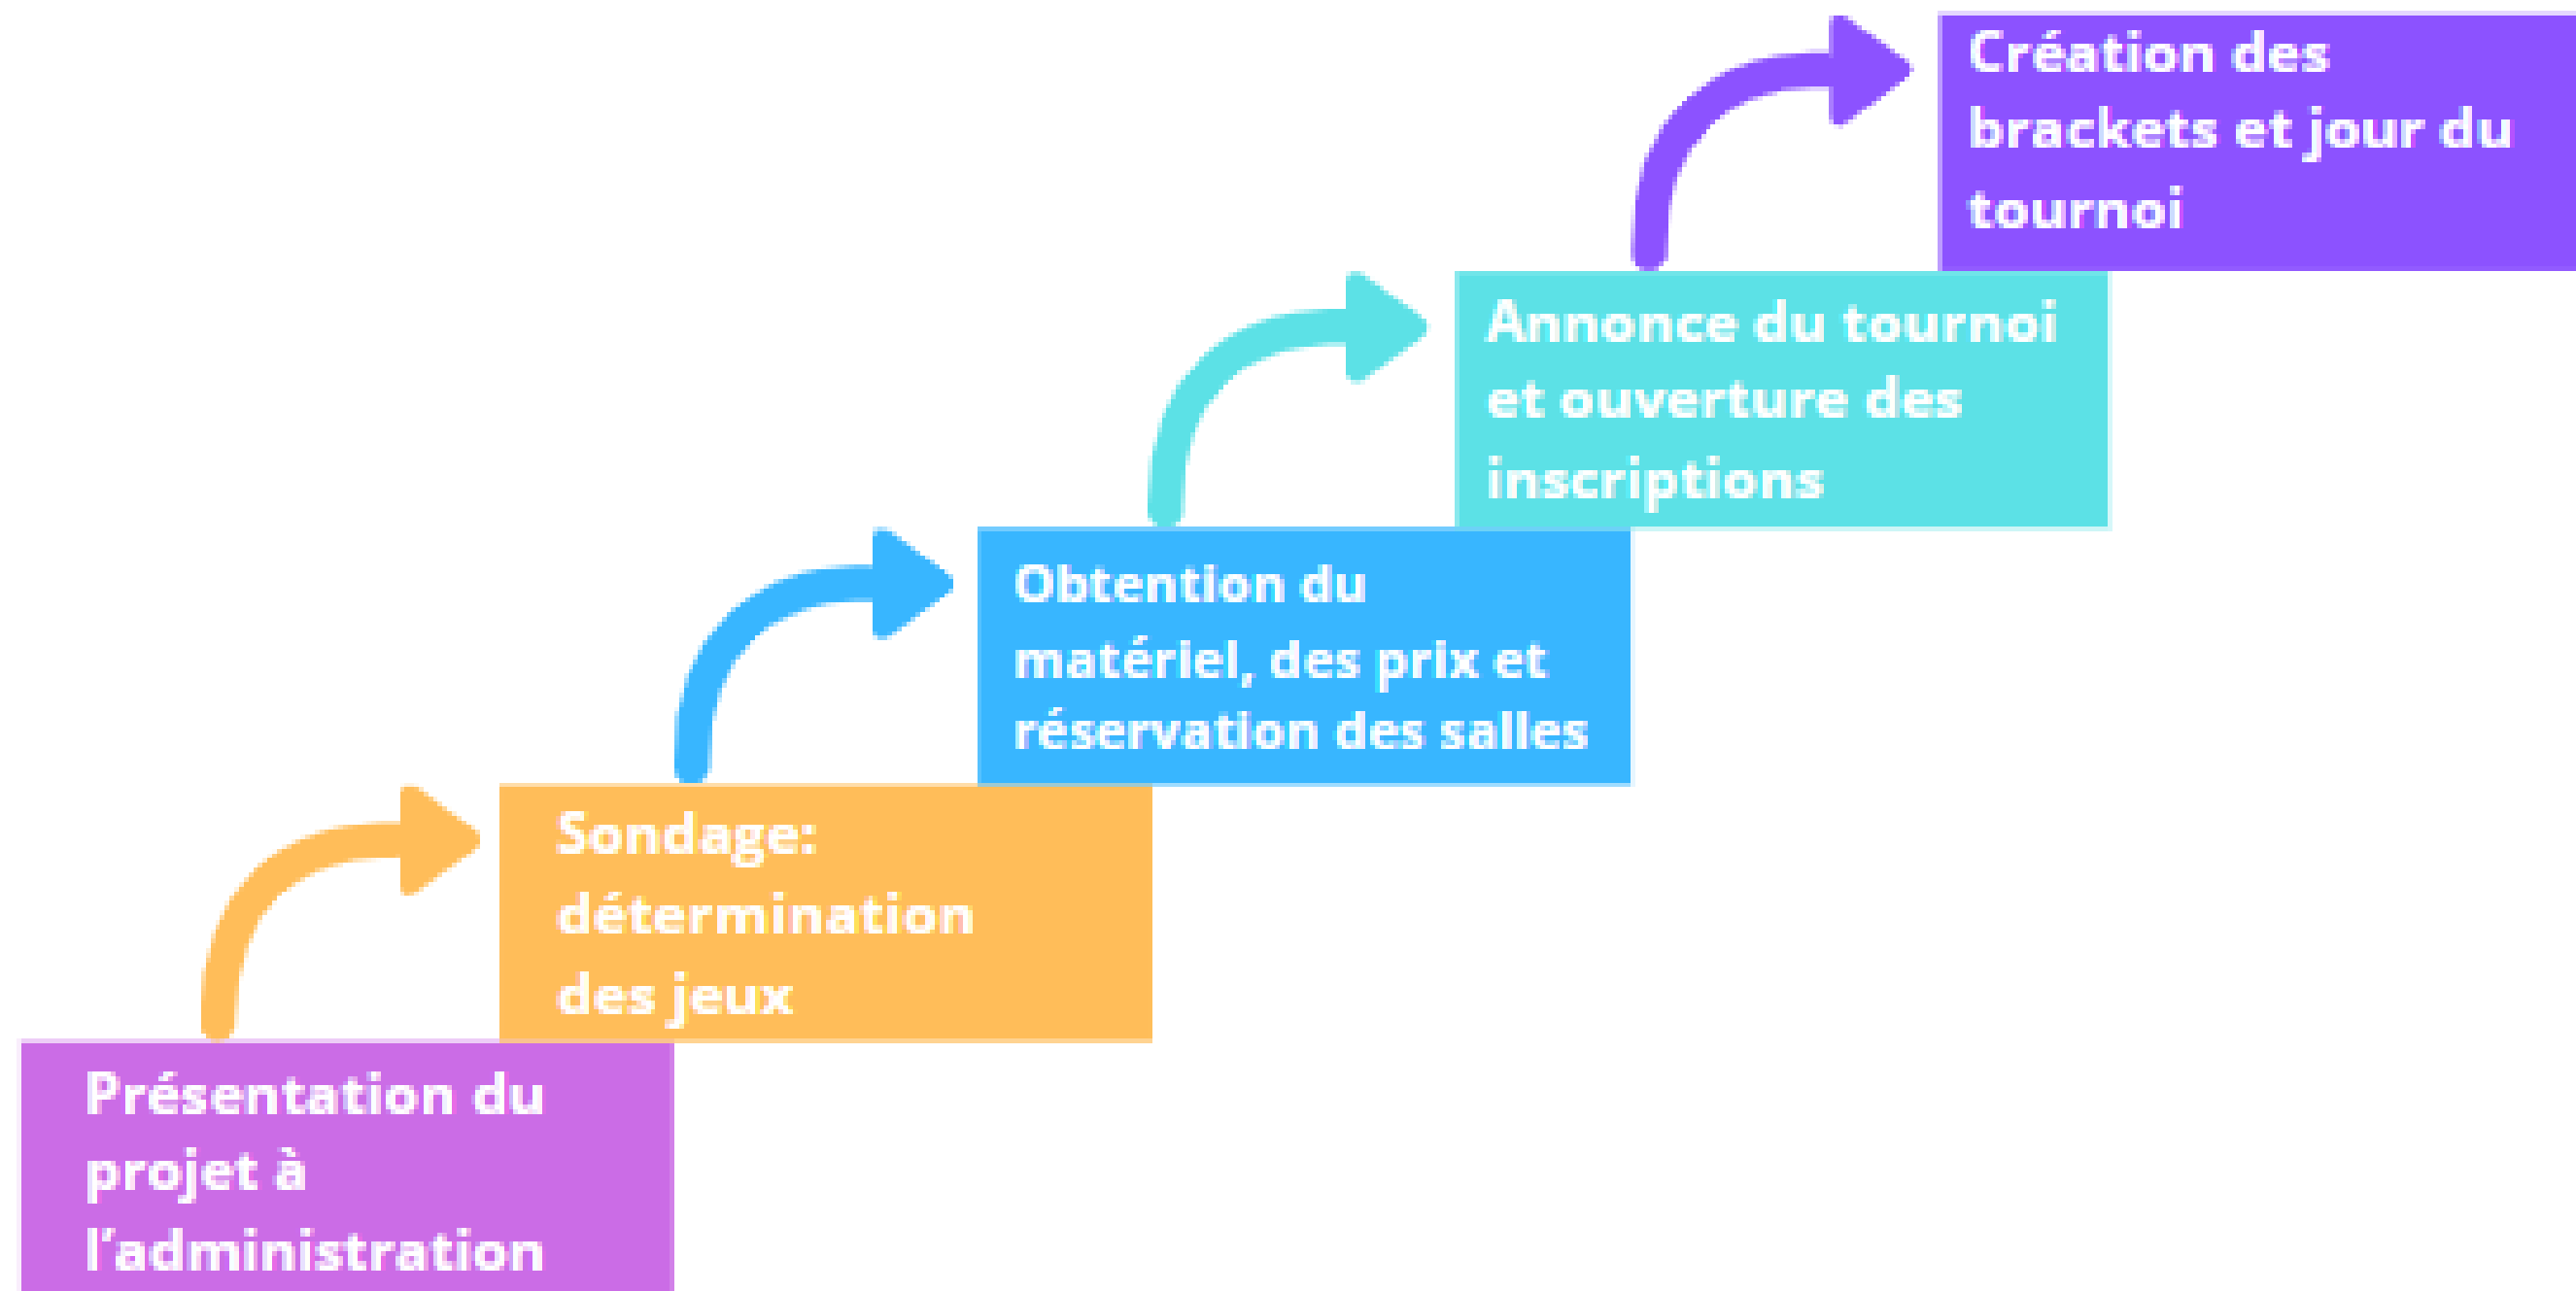 Création des
brackets et jour du
tournoi
Annonce du tournoi
et ouverture des
inscriptions
Obtention du
matériel, des prix et
réservation des salles
Sondage:
détermination
des jeux
Présentation du
projet à
l'administration